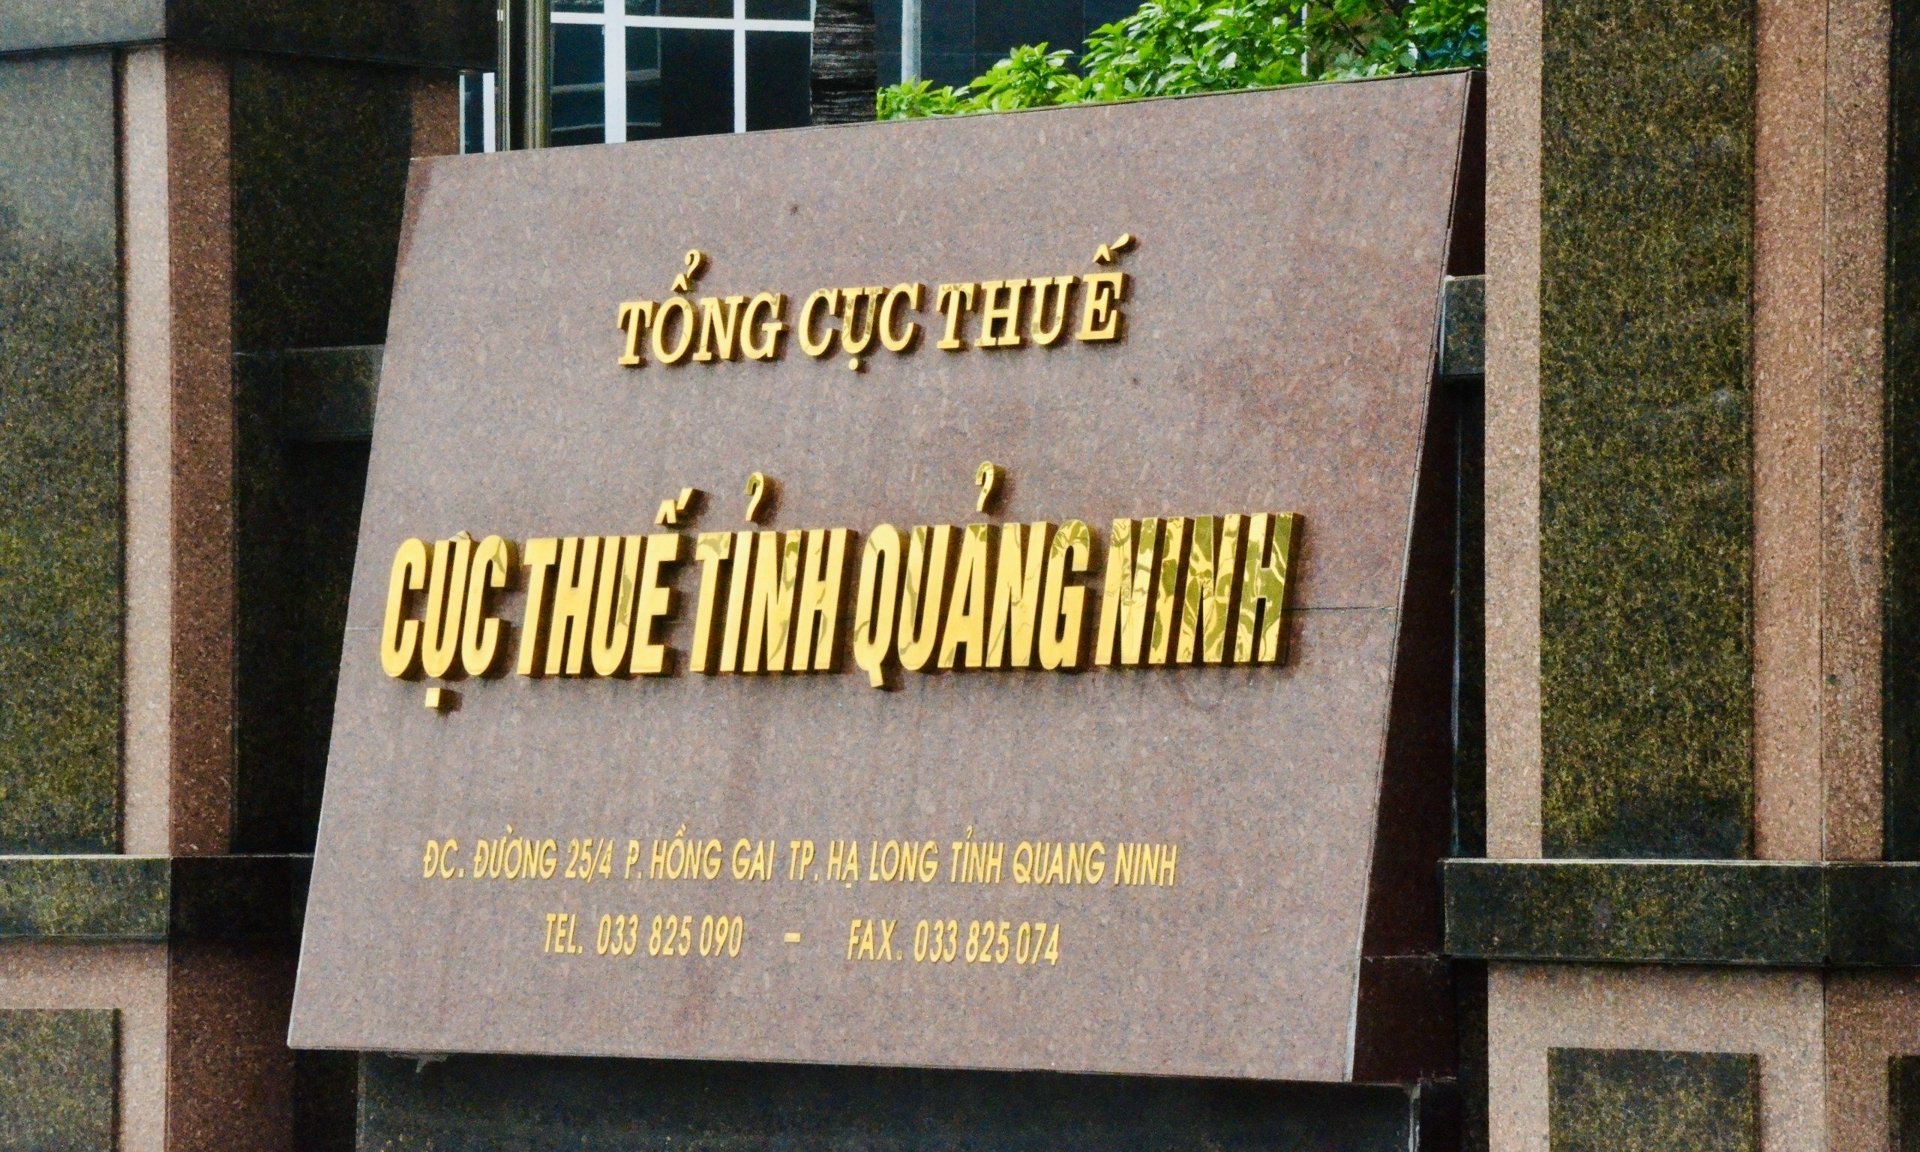 TỔNG CỤC THUẾ
CỤC THUẾ TỈNH QUẢNG NINH
ĐC. ĐƯỜNG 25/4 P. HỒNG GAI TP. HẠ LONG TỈNH QUANG NINH
TEL. 033 825 090 - FAX. 033 825 074